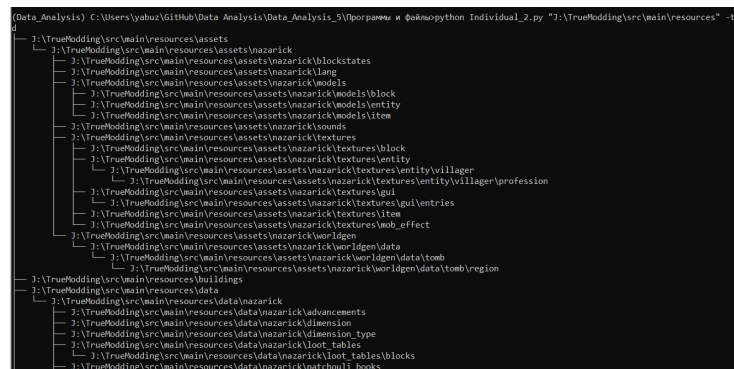 (Data_Analysis) C:\Users\yabuz\GitHub\Data Analysis\Data_Analysis_5\Программы и файлы>python Individual_2.py "J:\TrueModding\src\main\resources" -t
d
├── J:\TrueModding\src\main\resources\assets
│   └── J:\TrueModding\src\main\resources\assets\nazarick
│       ├── J:\TrueModding\src\main\resources\assets\nazarick\blockstates
│       ├── J:\TrueModding\src\main\resources\assets\nazarick\lang
│       ├── J:\TrueModding\src\main\resources\assets\nazarick\models
│       │   ├── J:\TrueModding\src\main\resources\assets\nazarick\models\block
│       │   ├── J:\TrueModding\src\main\resources\assets\nazarick\models\entity
│       │   └── J:\TrueModding\src\main\resources\assets\nazarick\models\item
│       ├── J:\TrueModding\src\main\resources\assets\nazarick\sounds
│       ├── J:\TrueModding\src\main\resources\assets\nazarick\textures
│       │   ├── J:\TrueModding\src\main\resources\assets\nazarick\textures\block
│       │   ├── J:\TrueModding\src\main\resources\assets\nazarick\textures\entity
│       │   │   └── J:\TrueModding\src\main\resources\assets\nazarick\textures\entity\villager
│       │   │       └── J:\TrueModding\src\main\resources\assets\nazarick\textures\entity\villager\profession
│       │   ├── J:\TrueModding\src\main\resources\assets\nazarick\textures\gui
│       │   │   └── J:\TrueModding\src\main\resources\assets\nazarick\textures\gui\entries
│       │   ├── J:\TrueModding\src\main\resources\assets\nazarick\textures\item
│       │   └── J:\TrueModding\src\main\resources\assets\nazarick\textures\mob_effect
│       └── J:\TrueModding\src\main\resources\assets\nazarick\worldgen
│           └── J:\TrueModding\src\main\resources\assets\nazarick\worldgen\data
│               └── J:\TrueModding\src\main\resources\assets\nazarick\worldgen\data\tomb
│                   └── J:\TrueModding\src\main\resources\assets\nazarick\worldgen\data\tomb\region
├── J:\TrueModding\src\main\resources\buildings
├── J:\TrueModding\src\main\resources\data
│   └── J:\TrueModding\src\main\resources\data\nazarick
│       ├── J:\TrueModding\src\main\resources\data\nazarick\advancements
│       ├── J:\TrueModding\src\main\resources\data\nazarick\dimension
│       ├── J:\TrueModding\src\main\resources\data\nazarick\dimension_type
│       ├── J:\TrueModding\src\main\resources\data\nazarick\loot_tables
│       │   └── J:\TrueModding\src\main\resources\data\nazarick\loot_tables\blocks
│       ├── J:\TrueModding\src\main\resources\data\nazarick\patchouli_books